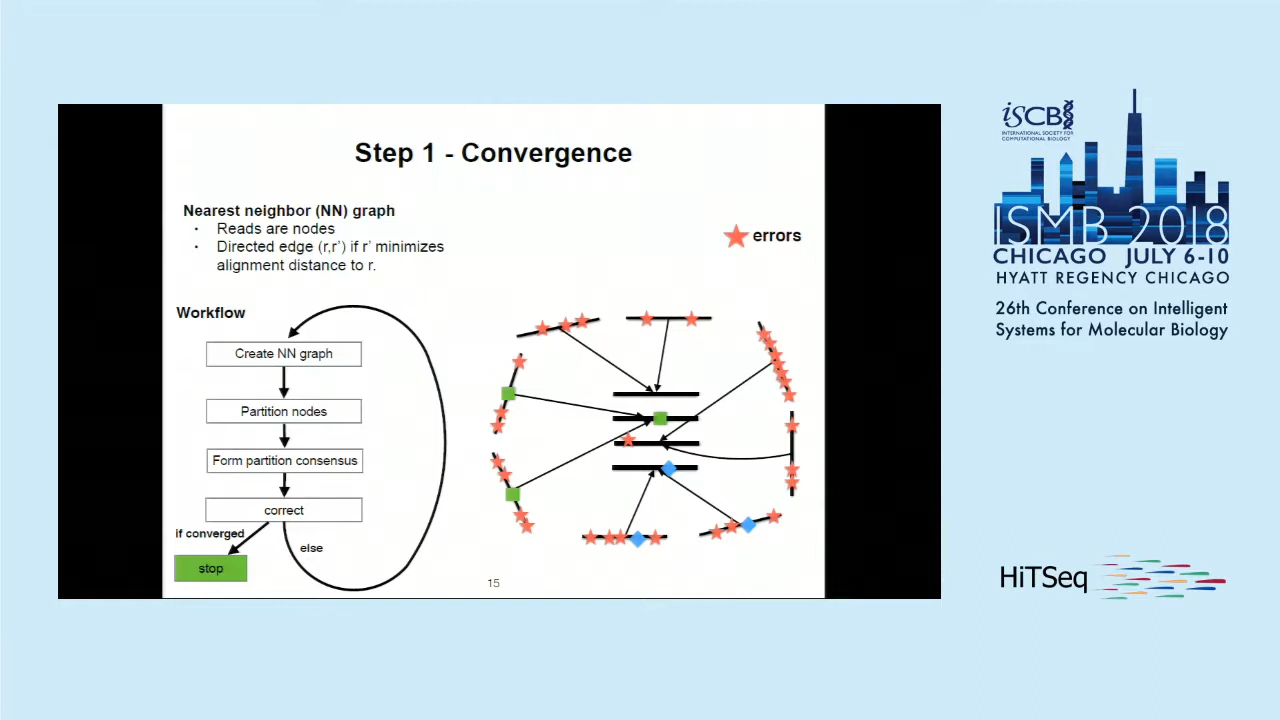 Step 1 - Convergence
Nearest neighbor (NN) graph
• Reads are nodes
• Directed edge (r,r') if r' minimizes
alignment distance to r.
errors
Workflow
Create NN graph
Partition nodes
Form partition consensus
correct
if converged
else
stop
15
iSCB
INTERNATIONAL SOCIETY FOR
COMPUTATIONAL BIOLOGY
ISMB 2018
CHICAGO JULY 6-10
HYATT REGENCY CHICAGO
26th Conference on Intelligent
Systems for Molecular Biology
HiTSeq